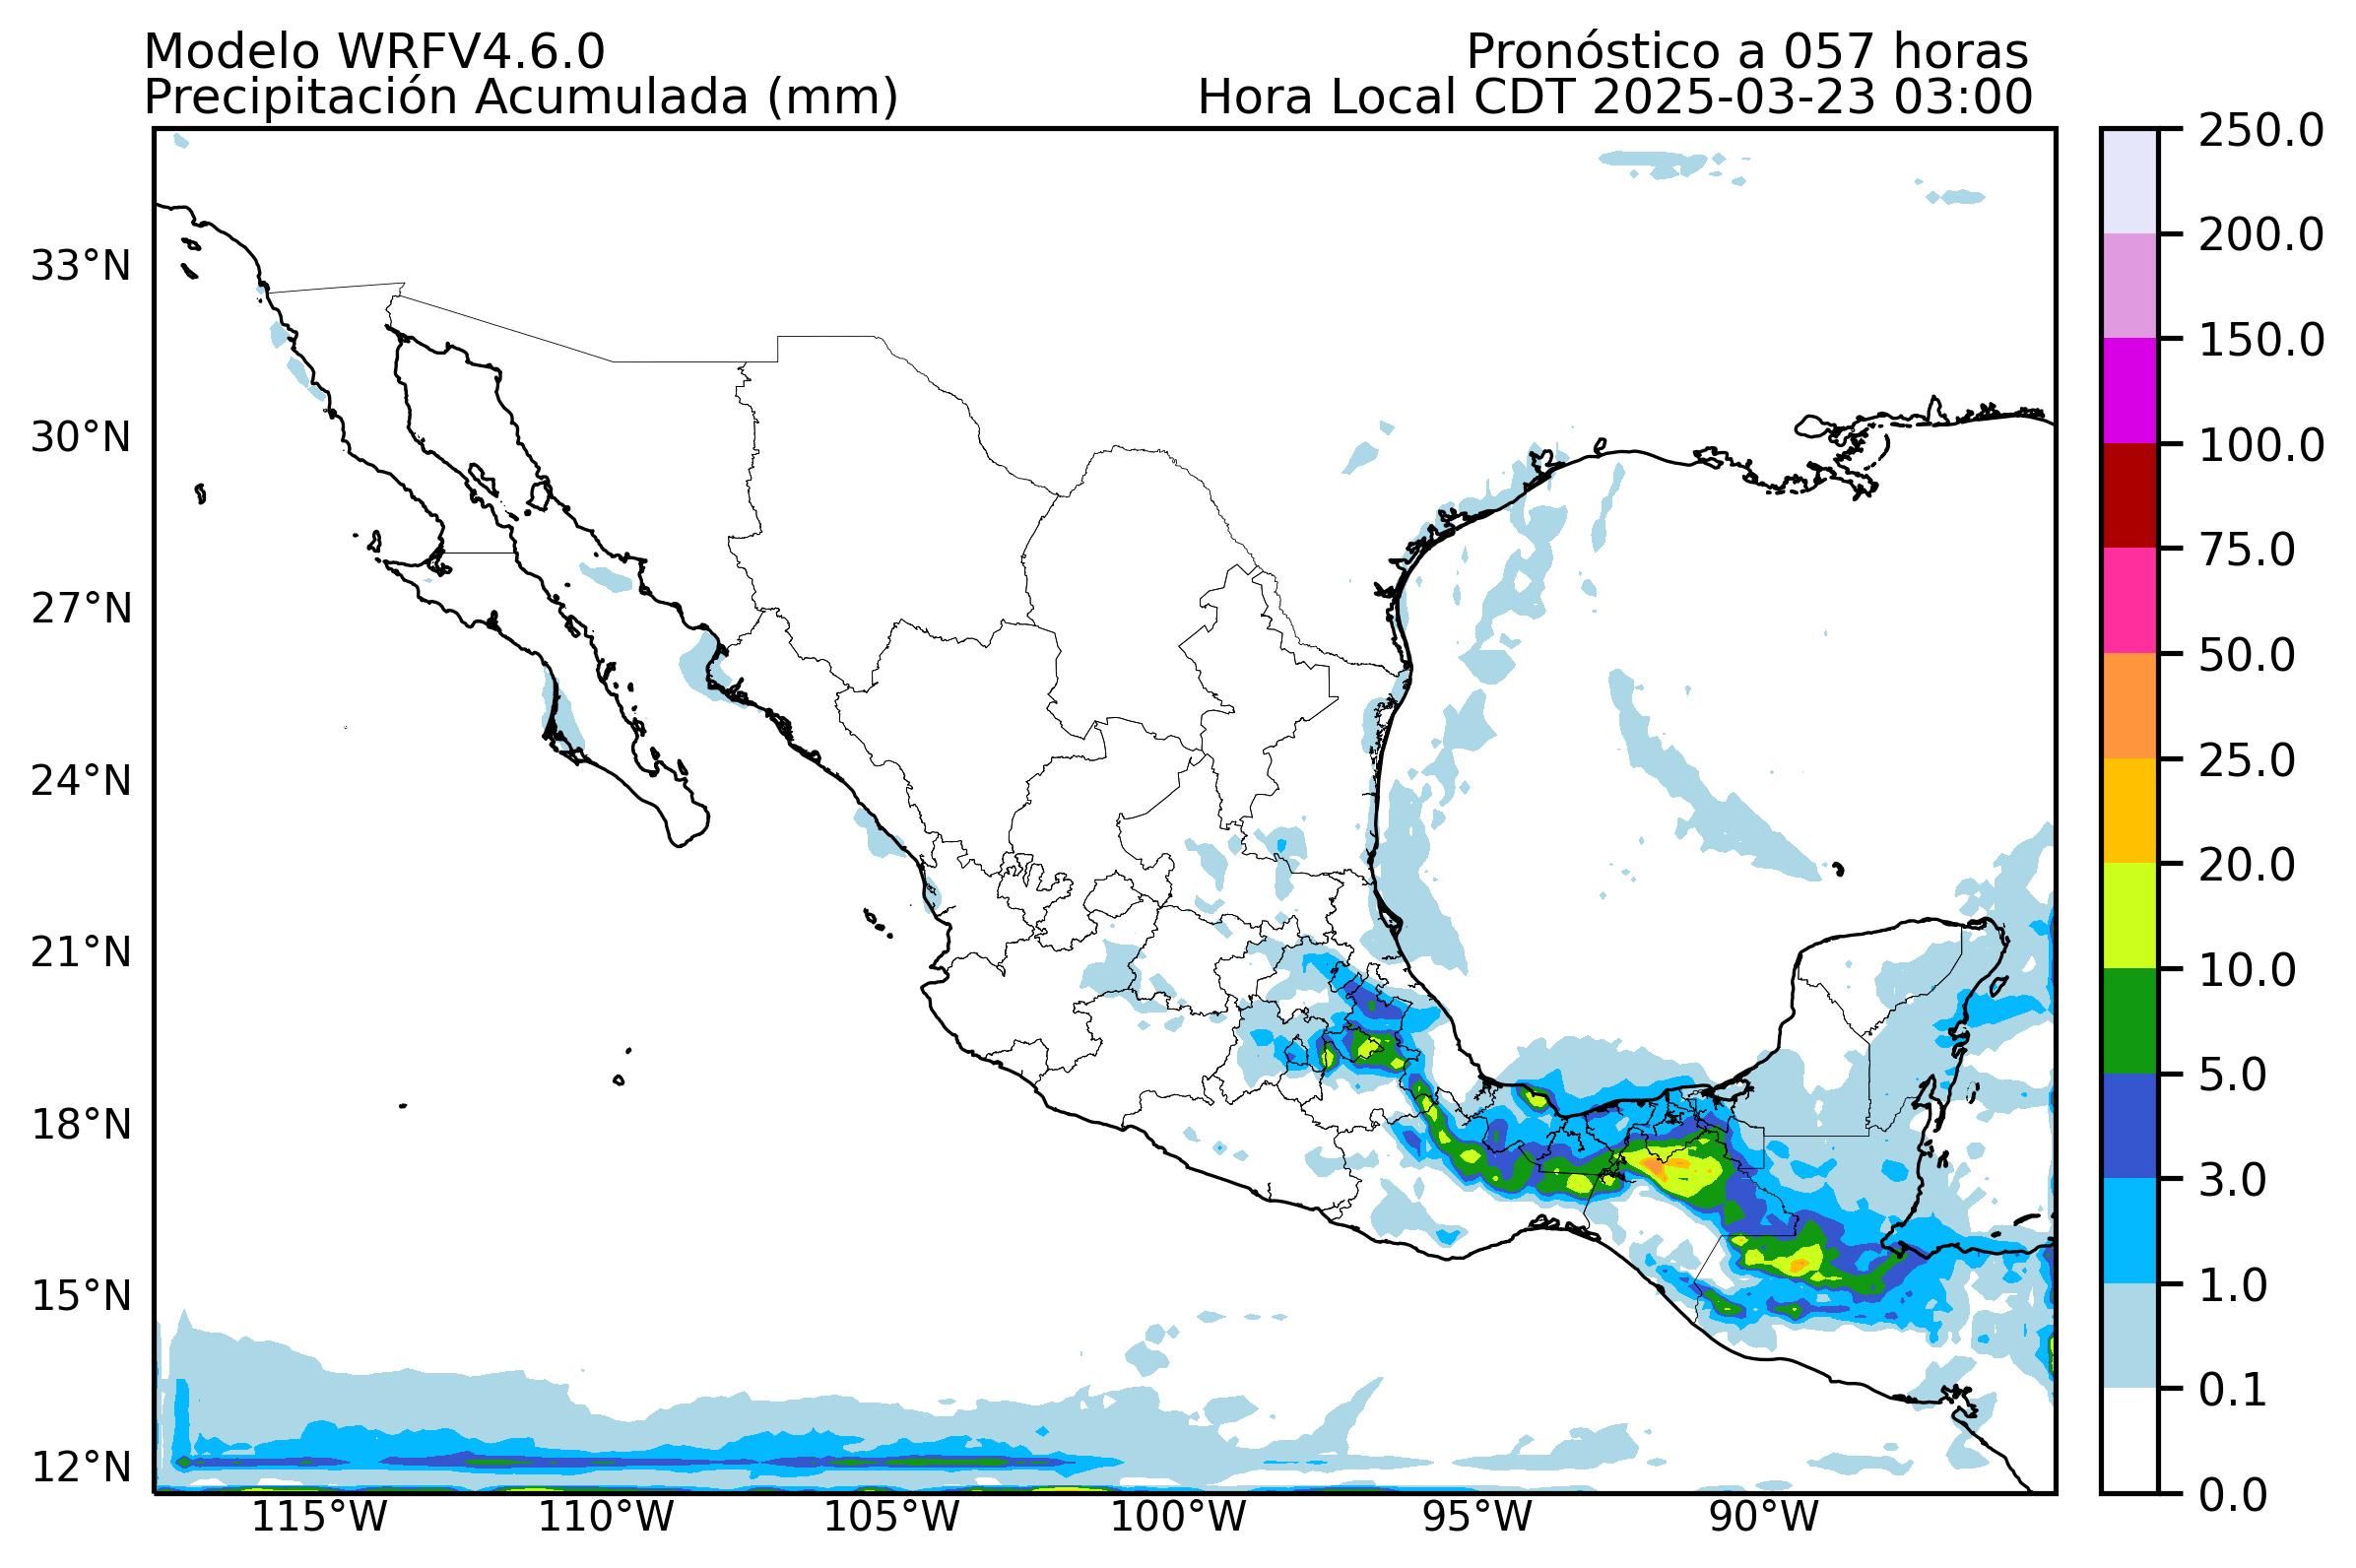 Modelo WRFV4.6.0
Pronóstico a 057 horas
Precipitación Acumulada (mm)
Hora Local CDT 2025-03-23 03:00
33°N
30°N
27°N
24°N
21°N
18°N
15°N
12°N
115°W
110°W
105°W
100°W
95°W
90°W
250.0
200.0
150.0
100.0
75.0
50.0
25.0
20.0
10.0
5.0
3.0
1.0
0.1
0.0